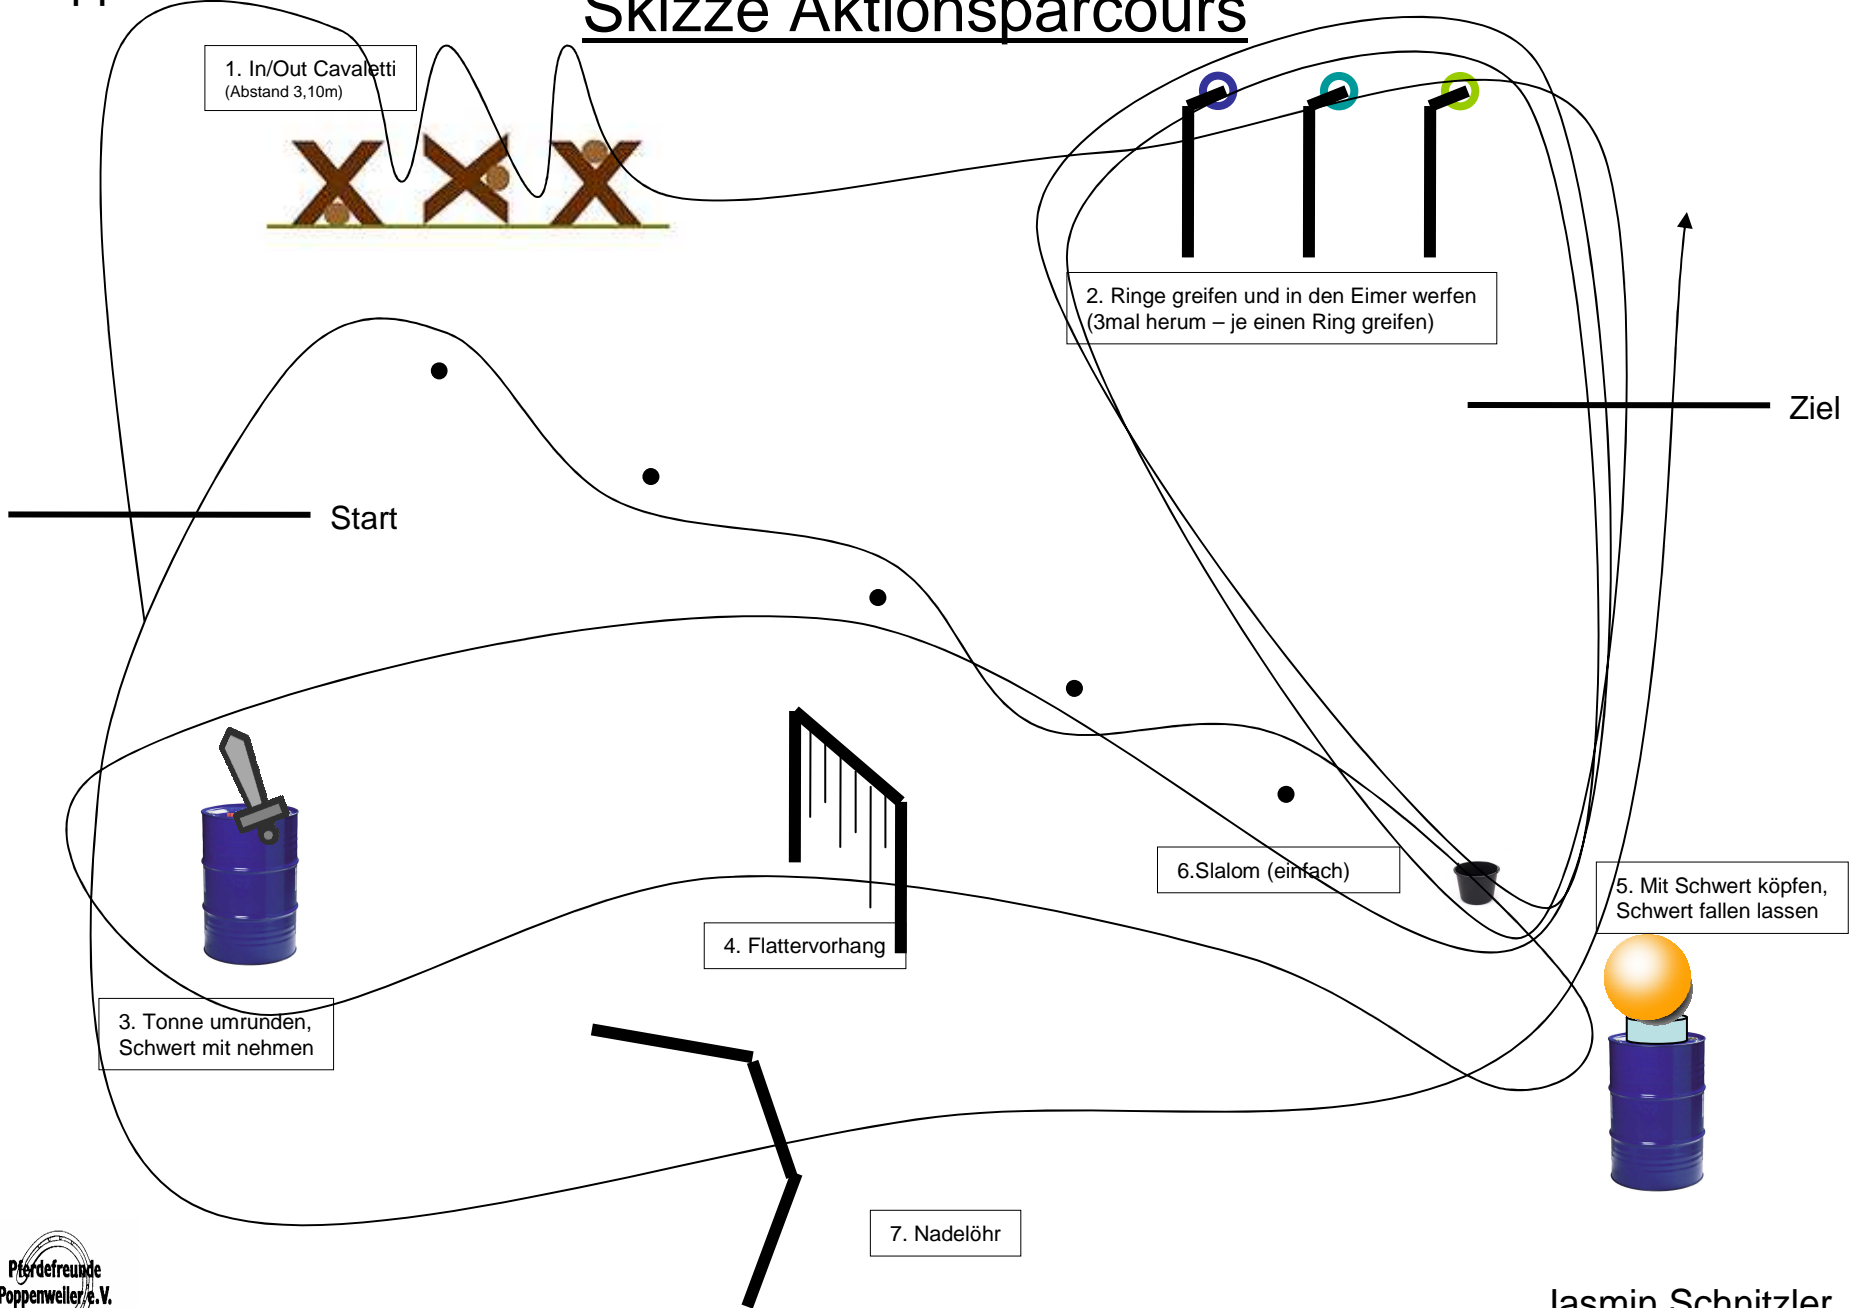 Skizze Aktionsparcours
1. In/Out Cavaletti
(Abstand 3,10m)
2. Ringe greifen und in den Eimer werfen
(3mal herum – je einen Ring greifen)
Ziel
Start
6.Slalom (einfach)
5. Mit Schwert köpfen,
Schwert fallen lassen
4. Flattervorhang
3. Tonne umrunden,
Schwert mit nehmen
7. Nadelöhr
Pferdefreunde
Poppenweiler e.V.
Jasmin Schnitzler